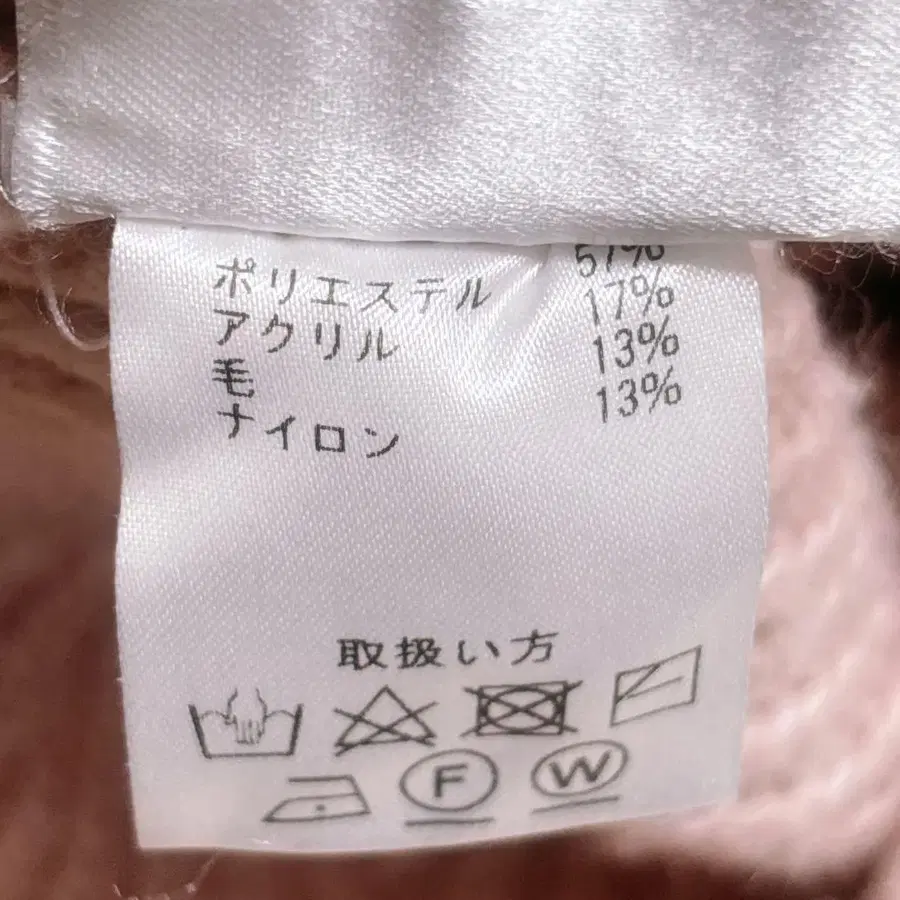 ポリエステル 57%
アクリル 17%
毛 13%
ナイロン 13%
取扱い方
F W